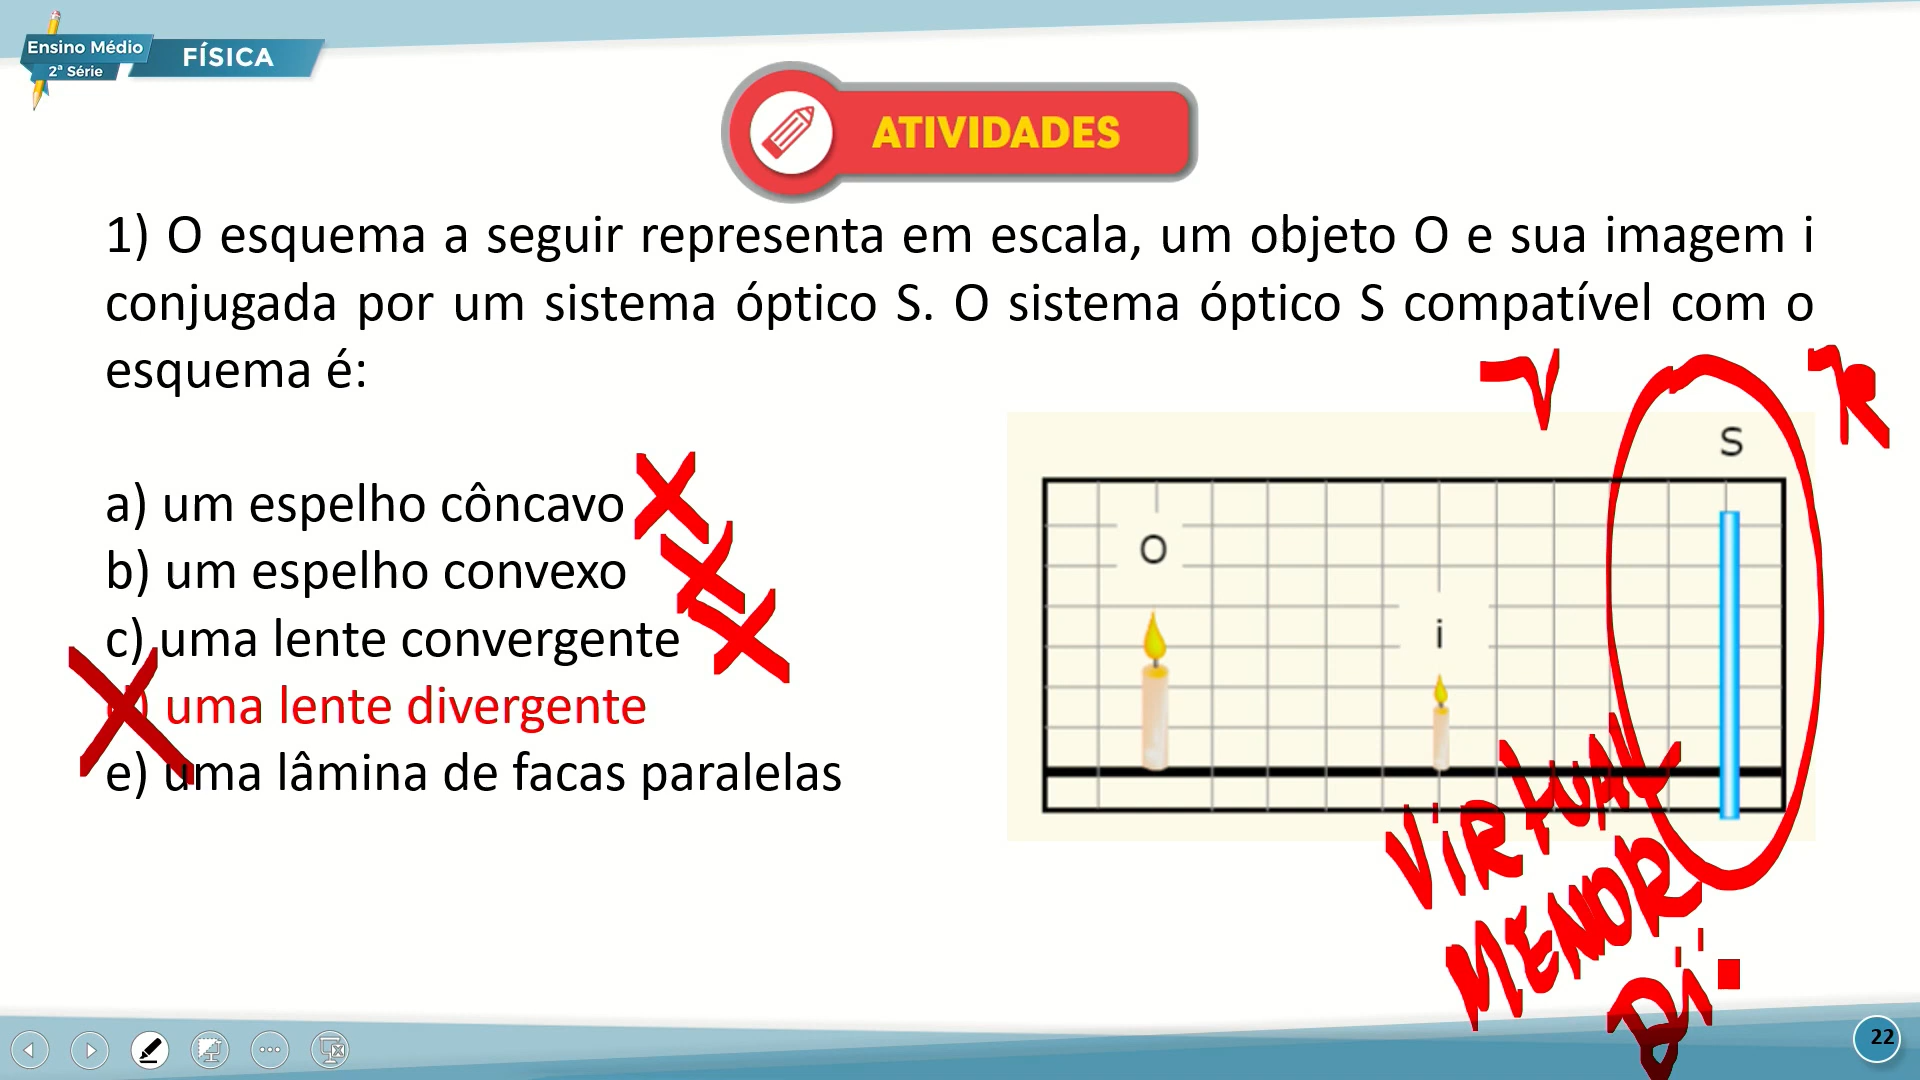 Ensino Médio
2ª Série
FÍSICA
ATIVIDADES
1) O esquema a seguir representa em escala, um objeto O e sua imagem i
conjugada por um sistema óptico S. O sistema óptico S compatível com o
esquema é:
a) um espelho côncavo
b) um espelho convexo
c) uma lente convergente
uma lente divergente
e) uma lâmina de facas paralelas
S
O
i
VIRTUAL
MENOR
22